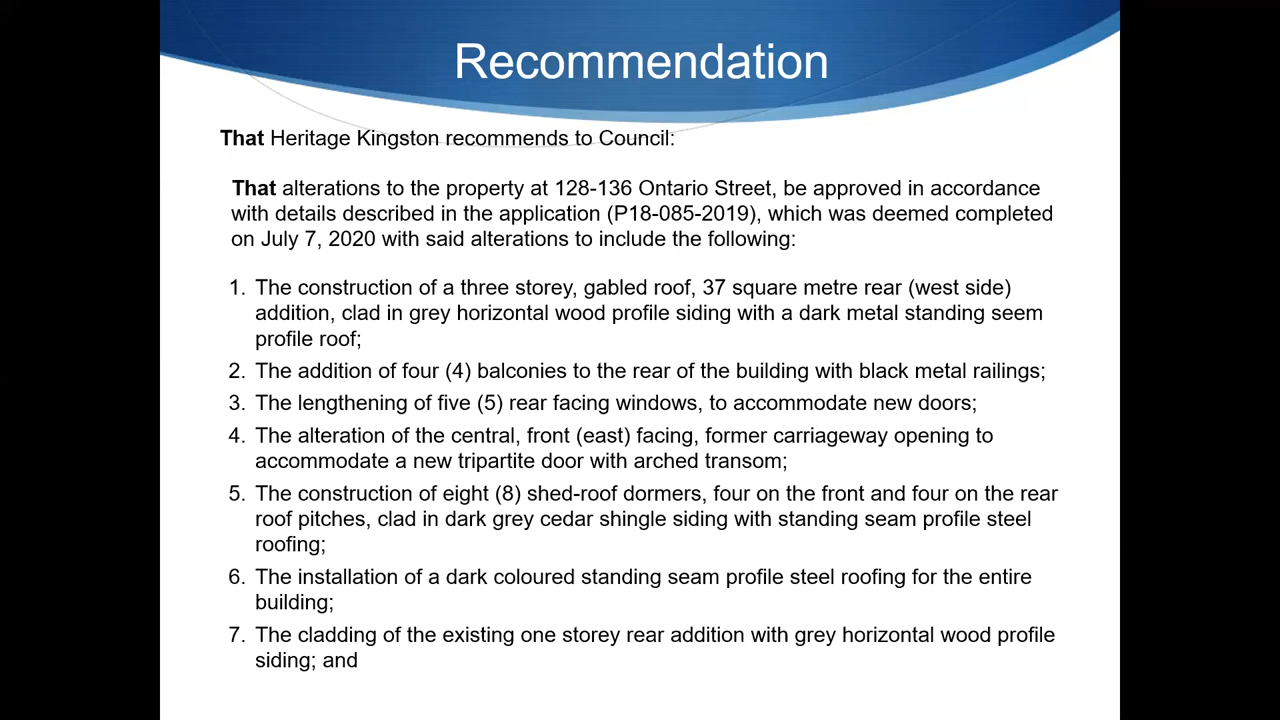 Recommendation
That Heritage Kingston recommends to Council:
That alterations to the property at 128-136 Ontario Street, be approved in accordance
with details described in the application (P18-085-2019), which was deemed completed
on July 7, 2020 with said alterations to include the following:
1. The construction of a three storey, gabled roof, 37 square metre rear (west side)
addition, clad in grey horizontal wood profile siding with a dark metal standing seem
profile roof;
2. The addition of four (4) balconies to the rear of the building with black metal railings;
3. The lengthening of five (5) rear facing windows, to accommodate new doors;
4. The alteration of the central, front (east) facing, former carriageway opening to
accommodate a new tripartite door with arched transom;
5. The construction of eight (8) shed-roof dormers, four on the front and four on the rear
roof pitches, clad in dark grey cedar shingle siding with standing seam profile steel
roofing;
6. The installation of a dark coloured standing seam profile steel roofing for the entire
building;
7. The cladding of the existing one storey rear addition with grey horizontal wood profile
siding; and